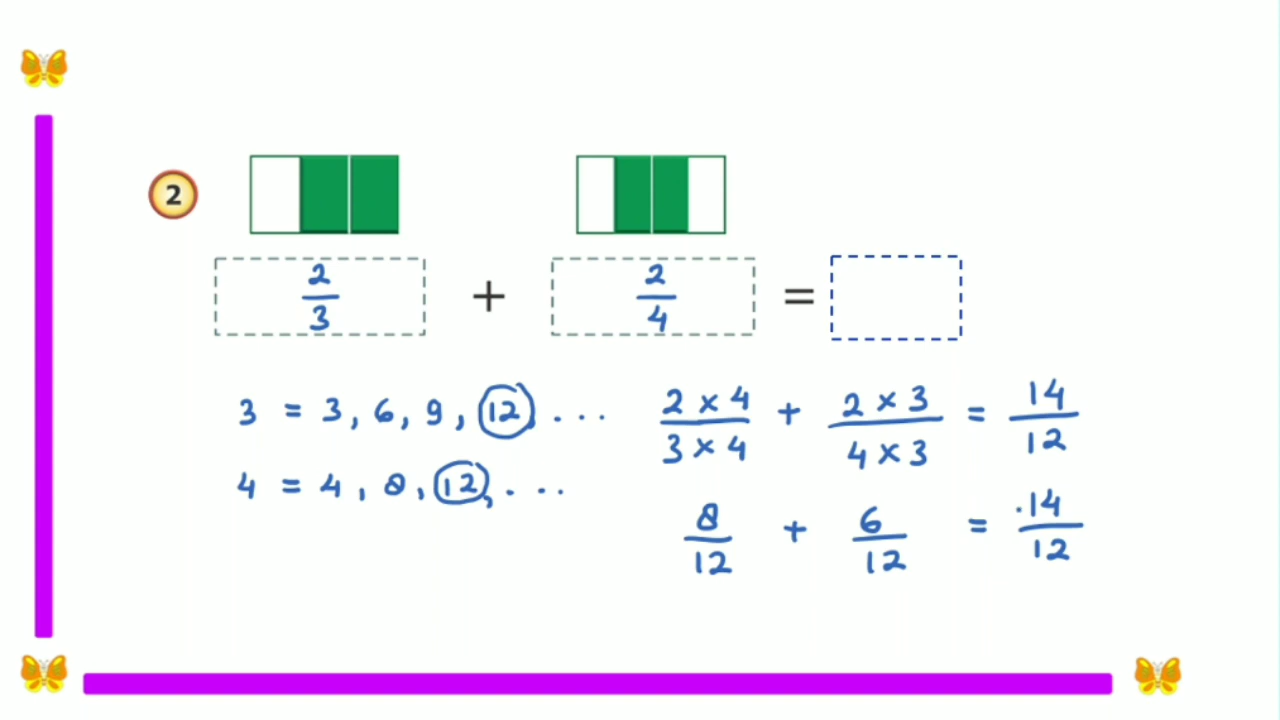 2
2/3 + 2/4 =
3 = 3, 6, 9, 12, ...
4 = 4, 8, 12, ...
2 × 4/3 × 4 + 2 × 3/4 × 3 = 14/12
8/12 + 6/12 = 14/12